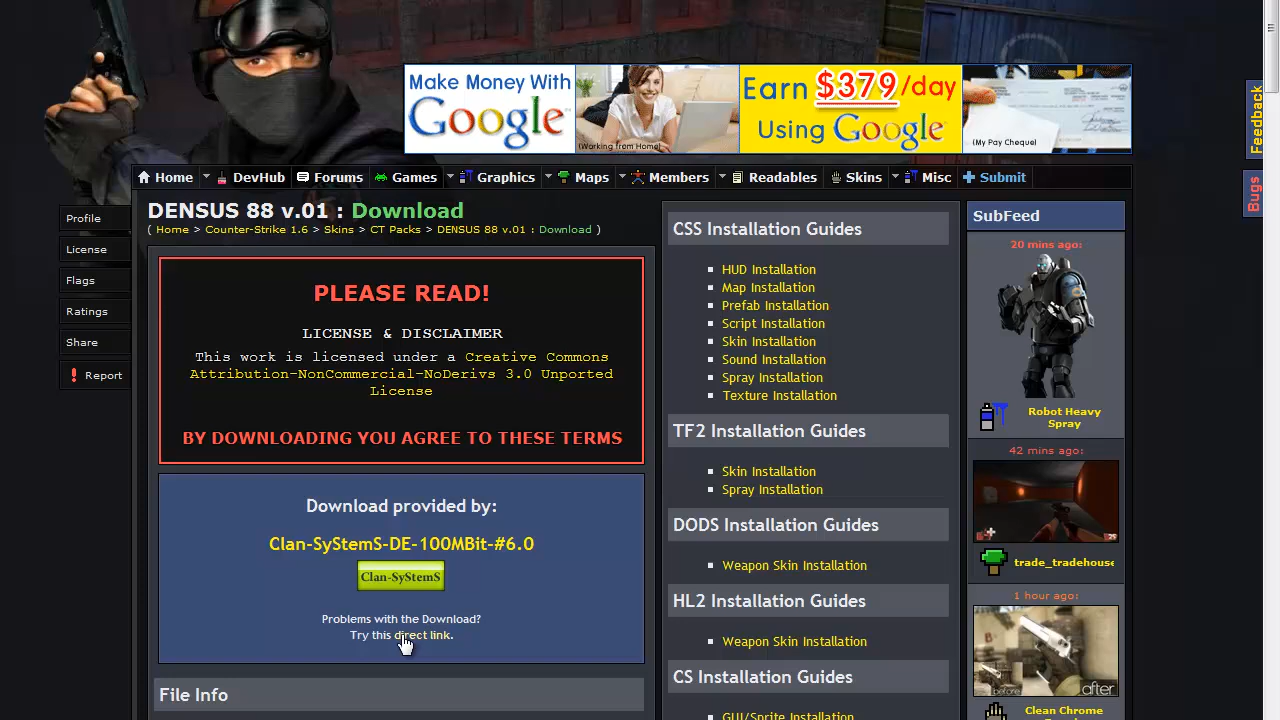 Make Money With
Google
(Working from Home)
Earn $379/day
Using Google
(My Pay Cheque)
Feedback
Bugs
Home DevHub Forums Games Graphics Maps Members Readables Skins Misc Submit
Profile
License
Flags
Ratings
Share
Report
DENSUS 88 v.01 : Download
( Home > Counter-Strike 1.6 > Skins > CT Packs > DENSUS 88 v.01 : Download )
PLEASE READ!
LICENSE & DISCLAIMER
This work is licensed under a Creative Commons
Attribution-NonCommercial-NoDerivs 3.0 Unported
License
BY DOWNLOADING YOU AGREE TO THESE TERMS
Download provided by:
Clan-SyStemS-DE-100MBit-#6.0
Clan-SyStemS
Problems with the Download?
Try this direct link.
File Info
CSS Installation Guides
HUD Installation
Map Installation
Prefab Installation
Script Installation
Skin Installation
Sound Installation
Spray Installation
Texture Installation
TF2 Installation Guides
Skin Installation
Spray Installation
DODS Installation Guides
Weapon Skin Installation
HL2 Installation Guides
Weapon Skin Installation
CS Installation Guides
GUI/Sprite Installation
SubFeed
20 mins ago:
Robot Heavy
Spray
42 mins ago:
trade_tradehouse
1 hour ago:
before
after
Clean Chrome